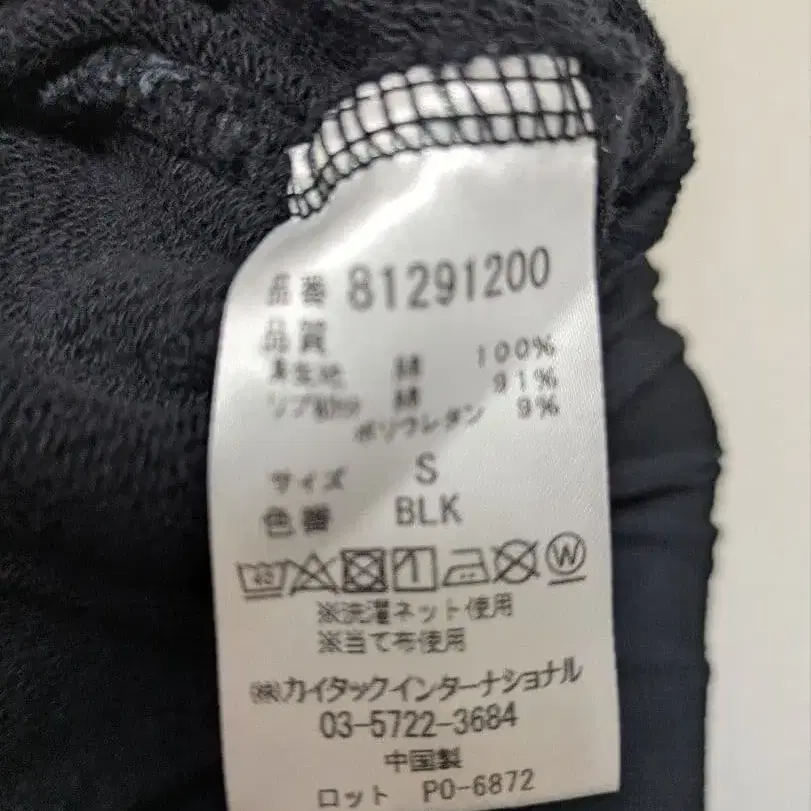 品番 81291200
品質
表生地 綿 100%
リブ部分 綿 91%
ポリウレタン 9%
サイズ S
色番 BLK
40 W
※洗濯ネット使用
※当て布使用
㈱カイタックインターナショナル
03-5722-3684
中国製
ロット PO-6872